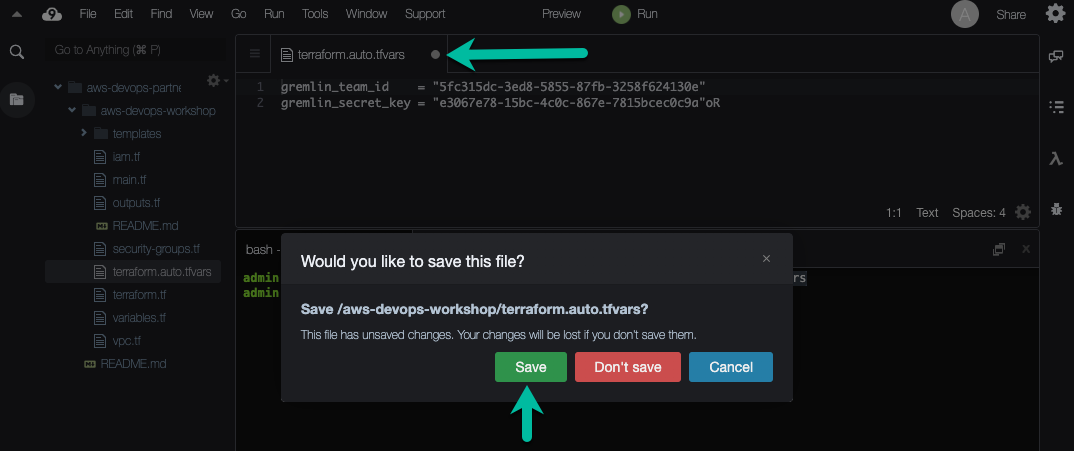 9 File Edit Find View Go Run Tools Window Support Preview Run A Share
Go to Anything (⌘ P)
aws-devops-partne
aws-devops-workshop
templates
iam.tf
main.tf
outputs.tf
README.md
security-groups.tf
terraform.auto.tfvars
terraform.tf
variables.tf
vpc.tf
README.md
terraform.auto.tfvars
1 gremlin_team_id = "5fc315dc-3ed8-5855-87fb-3258f624130e"
2 gremlin_secret_key = "e3067e78-15bc-4c0c-867e-7815bcec0c9a"oR
1:1 Text Spaces: 4
bash -
admin rs
admin
Would you like to save this file? ×
Save /aws-devops-workshop/terraform.auto.tfvars?
This file has unsaved changes. Your changes will be lost if you don't save them.
Save Don't save Cancel